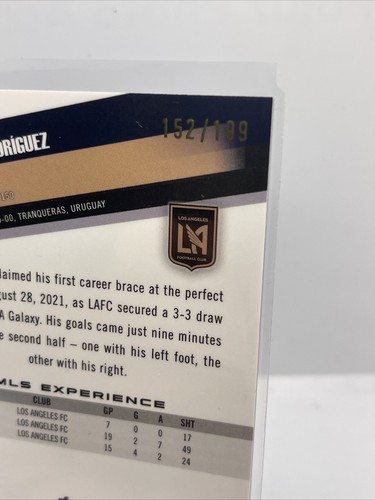 152/199
DRÍGUEZ
-00, TRANQUERAS, URUGUAY
LOS ANGELES
LA
FOOTBALL CLUB
laimed his first career brace at the perfect
gust 28, 2021, as LAFC secured a 3-3 draw
A Galaxy. His goals came just nine minutes
e second half – one with his left foot, the
other with his right.
MLS EXPERIENCE
CLUB GP G A SHT
LOS ANGELES FC 7 0 0 17
LOS ANGELES FC 19 2 7 49
LOS ANGELES FC 15 4 2 24